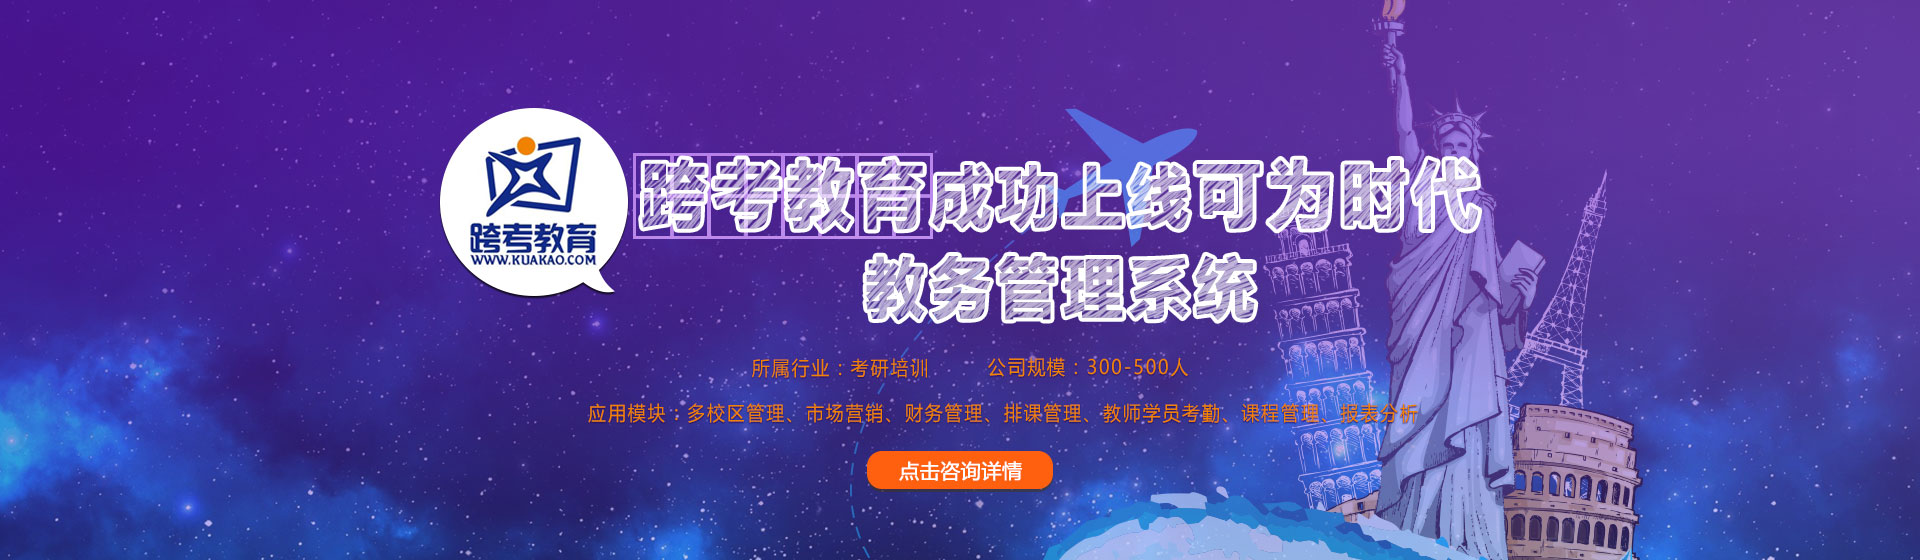 跨考教育
WWW.KUAKAO.COM
跨考教育成功上线可为时代
教务管理系统
所属行业：考研培训 公司规模：300-500人
应用模块：多校区管理、市场营销、财务管理、排课管理、教师学员考勤、课程管理、报表分析
点击咨询详情